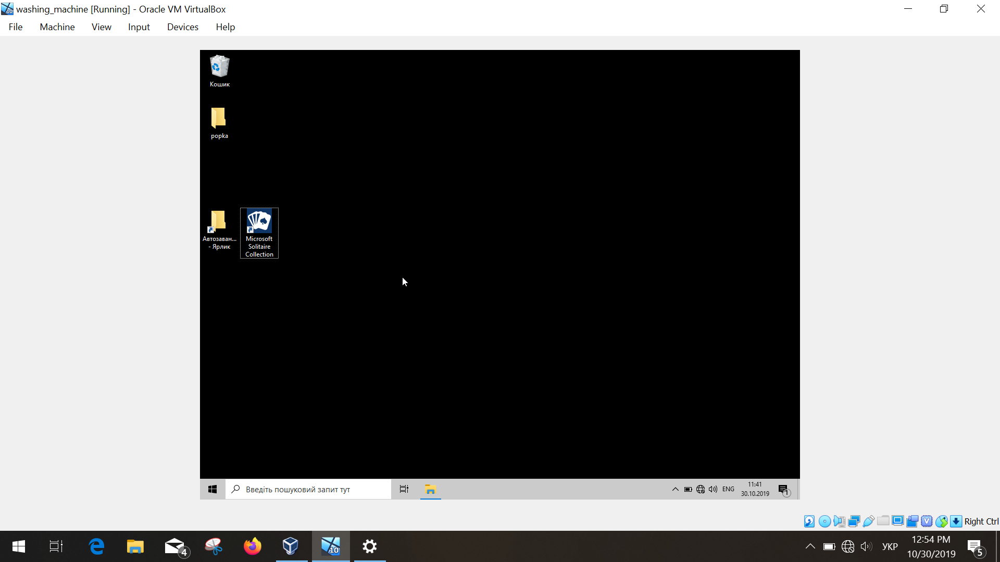 washing_machine [Running] - Oracle VM VirtualBox
File Machine View Input Devices Help
Кошик
popka
Автозаван...
- Ярлик
Microsoft
Solitaire
Collection
Введіть пошуковий запит тут
ENG
11:41
30.10.2019
1
V
Right Ctrl
4
10
УКР
12:54 PM
10/30/2019
5